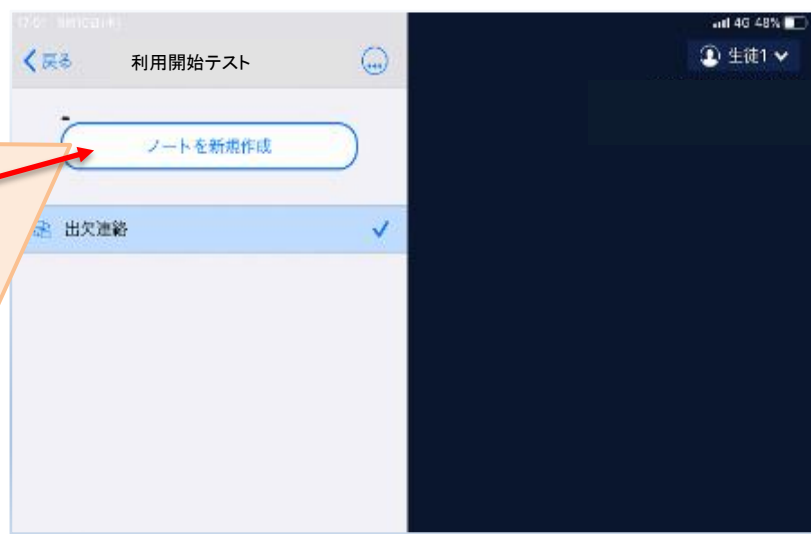 4G 48%
戻る
利用開始テスト
生徒1
ノートを新規作成
出欠連絡